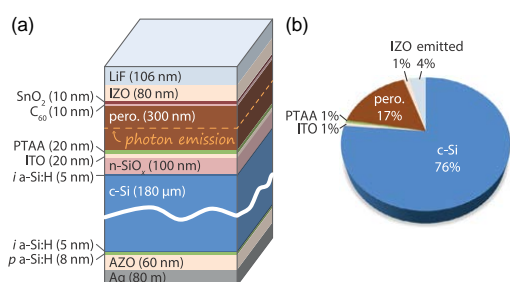 (a)
LiF (106 nm)
IZO (80 nm)
SnO₂ (10 nm)
C₆₀ (10 nm)
pero. (300 nm)
photon emission
PTAA (20 nm)
ITO (20 nm)
n-SiOₓ (100 nm)
i a-Si:H (5 nm)
c-Si (180 µm)
i a-Si:H (5 nm)
p a-Si:H (8 nm)
AZO (60 nm)
Ag (80 m)
(b)
IZO emitted
1% 4%
pero.
17%
PTAA 1%
ITO 1%
c-Si
76%